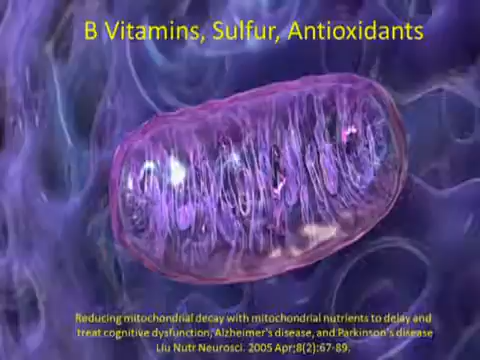 B Vitamins, Sulfur, Antioxidants
Reducing mitochondrial decay with mitochondrial nutrients to delay and
treat cognitive dysfunction, Alzheimer's disease, and Parkinson's disease
Liu Nutr Neurosci. 2005 Apr;8(2):67-89.